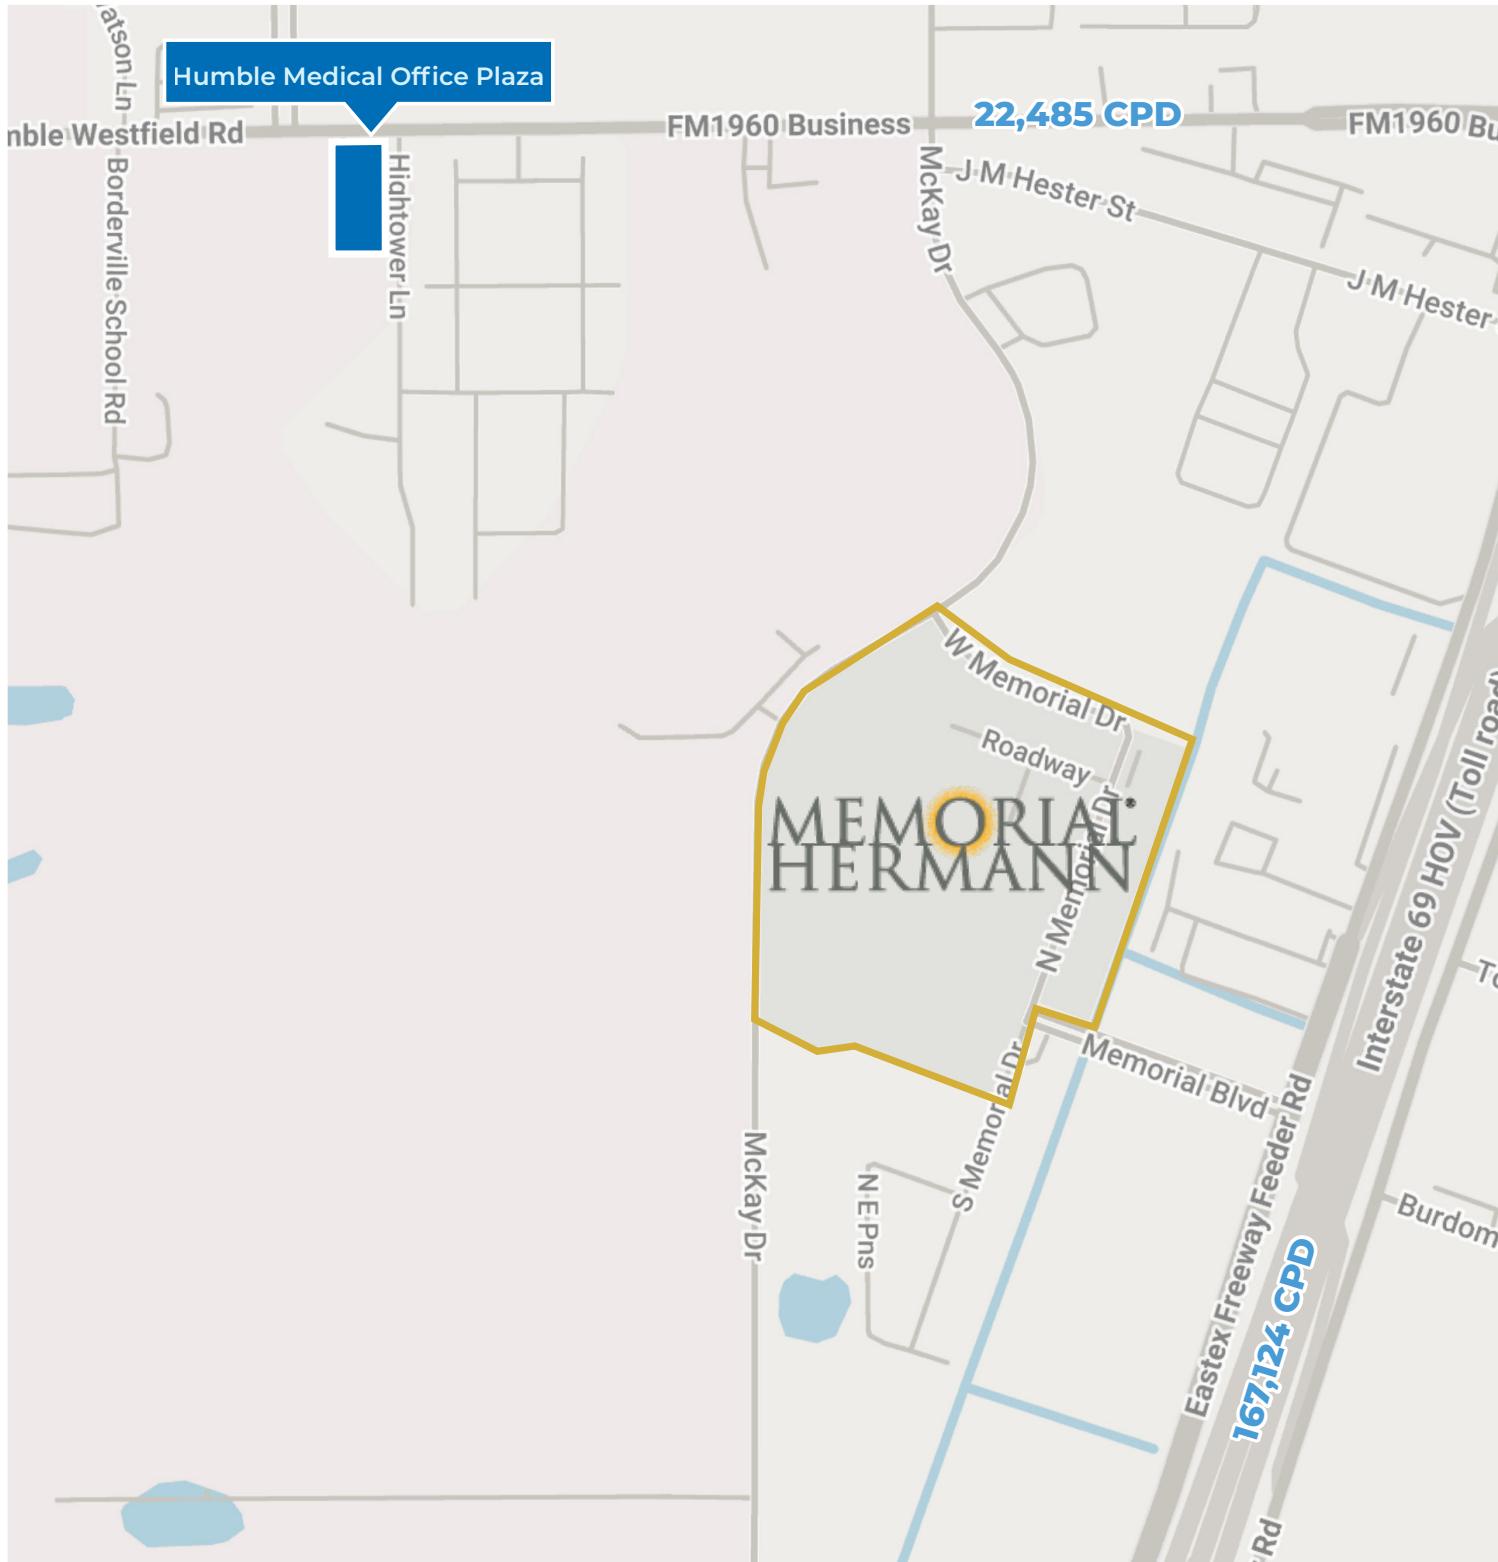 atson Ln
Humble Medical Office Plaza
mble Westfield Rd
FM1960 Business
22,485 CPD
FM1960 Bu
Borderville School Rd
Hightower Ln
McKay Dr
J M Hester St
J M Hester
W Memorial Dr
Roadway
MEMORIAL®
HERMANN
N Memorial Dr
Interstate 69 HOV (Toll road)
To
S Memorial Dr
Memorial Blvd
McKay Dr
N E Pns
Eastex Freeway Feeder Rd
Burdom
167,124 CPD
Rd